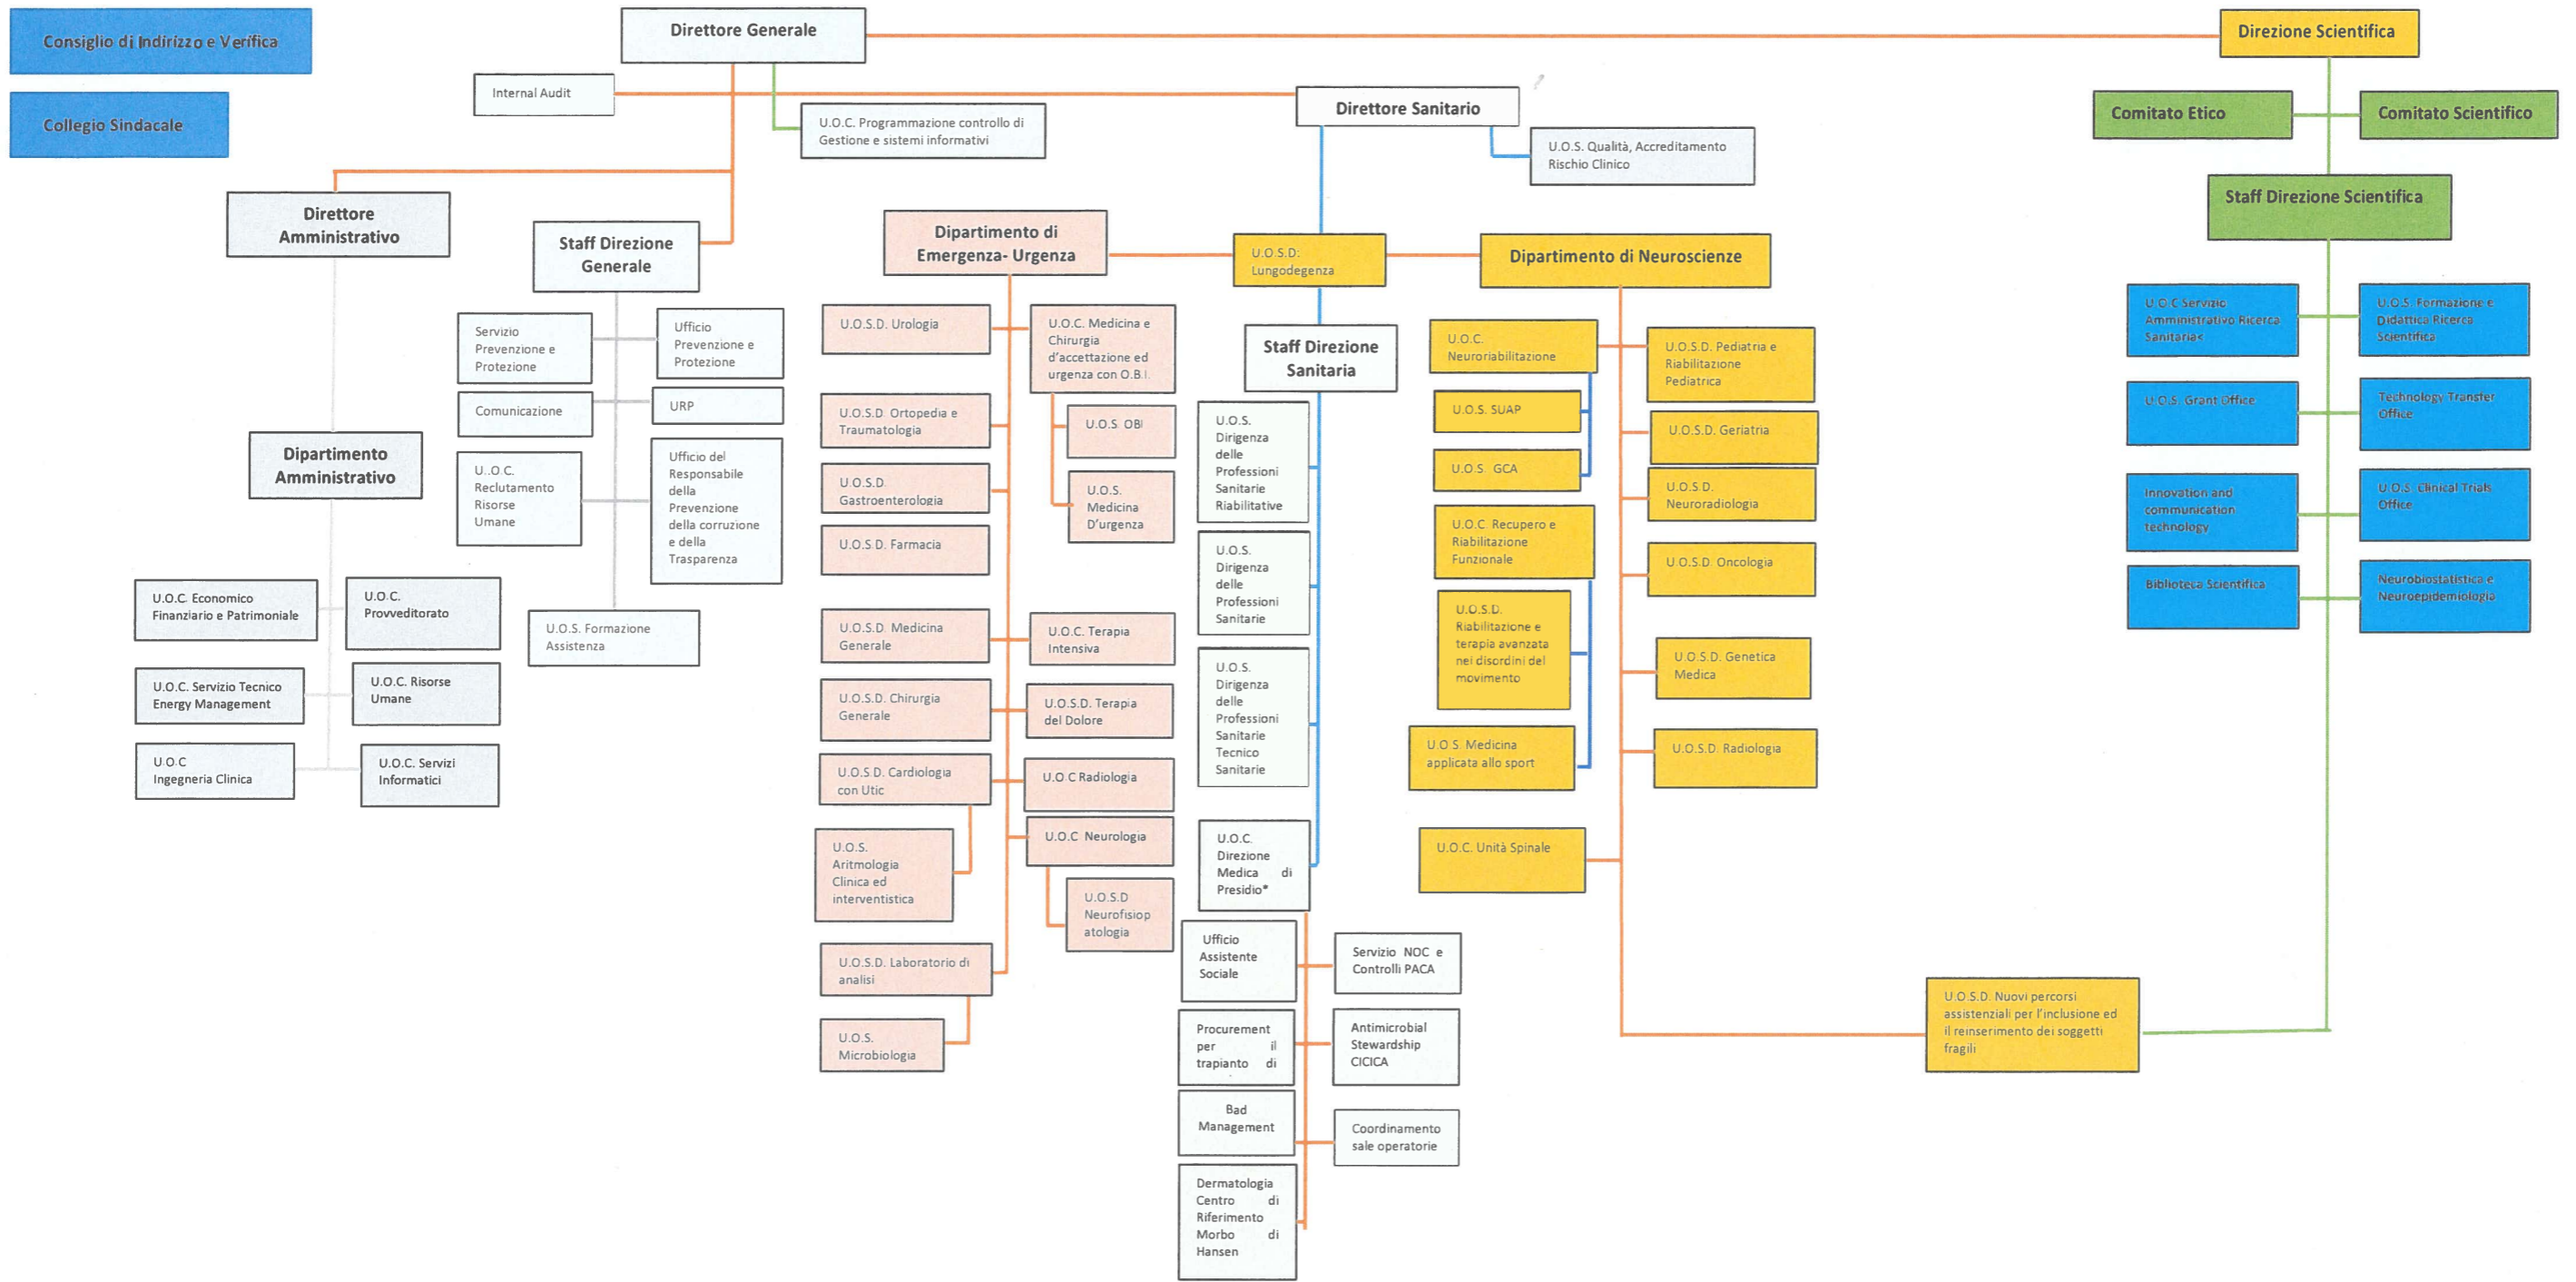 Consiglio di Indirizzo e Verifica
Collegio Sindacale
Direttore Generale
Direzione Scientifica
Internal Audit
U.O.C. Programmazione controllo di
Gestione e sistemi informativi
Direttore Sanitario
U.O.S. Qualità, Accreditamento
Rischio Clinico
Comitato Etico
Comitato Scientifico
Staff Direzione Scientifica
Direttore
Amministrativo
Staff Direzione
Generale
Servizio
Prevenzione e
Protezione
Ufficio
Prevenzione e
Protezione
Comunicazione
URP
U..O.C.
Reclutamento
Risorse
Umane
Ufficio del
Responsabile
della
Prevenzione
della corruzione
e della
Trasparenza
U.O.S. Formazione
Assistenza
Dipartimento
Amministrativo
U.O.C. Economico
Finanziario e Patrimoniale
U.O.C.
Provveditorato
U.O.C. Servizio Tecnico
Energy Management
U.O.C. Risorse
Umane
U.O.C
Ingegneria Clinica
U.O.C. Servizi
Informatici
Dipartimento di
Emergenza- Urgenza
U.O.S.D. Urologia
U.O.C. Medicina e
Chirurgia
d'accettazione ed
urgenza con O.B.I.
U.O.S.D. Ortopedia e
Traumatologia
U.O.S OBI
U.O.S.D.
Gastroenterologia
U.O.S.
Medicina
D'urgenza
U.O.S.D. Farmacia
U.O.S.D. Medicina
Generale
U.O.C. Terapia
Intensiva
U.O.S.D. Chirurgia
Generale
U.O.S.D. Terapia
del Dolore
U.O.S.D. Cardiologia
con Utic
U.O.C Radiologia
U.O.S.
Aritmologia
Clinica ed
interventistica
U.O.C Neurologia
U.O.S.D
Neurofisiop
atologia
U.O.S.D. Laboratorio di
analisi
U.O.S.
Microbiologia
U.O.S.D:
Lungodegenza
Staff Direzione
Sanitaria
U.O.S.
Dirigenza
delle
Professioni
Sanitarie
Riabilitative
U.O.S.
Dirigenza
delle
Professioni
Sanitarie
U.O.S.
Dirigenza
delle
Professioni
Sanitarie
Tecnico
Sanitarie
U.O.C.
Direzione
Medica di
Presidio*
Ufficio
Assistente
Sociale
Servizio NOC e
Controlli PACA
Procurement
per il
trapianto di
Antimicrobial
Stewardship
CICICA
Bad
Management
Coordinamento
sale operatorie
Dermatologia
Centro di
Riferimento
Morbo di
Hansen
Dipartimento di Neuroscienze
U.O.C.
Neuroriabilitazione
U.O.S.D. Pediatria e
Riabilitazione
Pediatrica
U.O.S. SUAP
U.O.S.D. Geriatria
U.O.S. GCA
U.O.S.D.
Neuroradiologia
U.O.C. Recupero e
Riabilitazione
Funzionale
U.O.S.D. Oncologia
U.O.S.D.
Riabilitazione e
terapia avanzata
nei disordini del
movimento
U.O.S.D. Genetica
Medica
U.O.S. Medicina
applicata allo sport
U.O.S.D. Radiologia
U.O.C. Unità Spinale
U.O.S.D. Nuovi percorsi
assistenziali per l'inclusione ed
il reinserimento dei soggetti
fragili
U.O.C Servizio
Amministrativo Ricerca
Sanitaria<
U.O.S. Formazione e
Didattica Ricerca
Scientifica
U.O.S. Grant Office
Technology Transfer
Office
Innovation and
communication
technology
U.O.S. Clinical Trials
Office
Biblioteca Scientifica
Neurobiostatistica e
Neuroepidemiologia